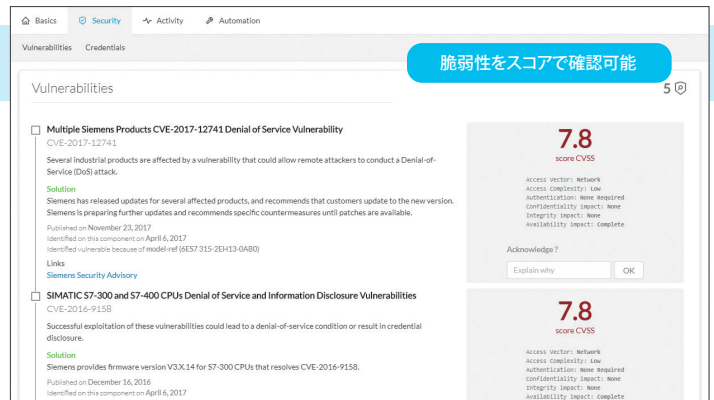 Basics Security Activity Automation
Vulnerabilities Credentials
脆弱性をスコアで確認可能
Vulnerabilities
5
Multiple Siemens Products CVE-2017-12741 Denial of Service Vulnerability
CVE-2017-12741
Several industrial products are affected by a vulnerability that could allow remote attackers to conduct a Denial-of-
Service (DoS) attack.
Solution
Siemens has released updates for several affected products, and recommends that customers update to the new version.
Siemens is preparing further updates and recommends specific countermeasures until patches are available.
Published on November 23, 2017
Identified on this component on April 6, 2017
Identified vulnerable because of model-ref (6ES7 315-2EH13-0AB0)
Links
Siemens Security Advisory
7.8
score CVSS
Access Vector: Network
Access Complexity: Low
Authentication: None Required
Confidentiality impact: None
Integrity impact: None
Availability impact: Complete
Acknowledge ?
Explain why OK
SIMATIC S7-300 and S7-400 CPUs Denial of Service and Information Disclosure Vulnerabilities
CVE-2016-9158
Successful exploitation of these vulnerabilities could lead to a denial-of-service condition or result in credential
disclosure.
Solution
Siemens provides firmware version V3.X.14 for S7-300 CPUs that resolves CVE-2016-9158.
Published on December 16, 2016
Identified on this component on April 6, 2017
7.8
score CVSS
Access Vector: Network
Access Complexity: Low
Authentication: None Required
Confidentiality impact: None
Integrity impact: None
Availability impact: Complete